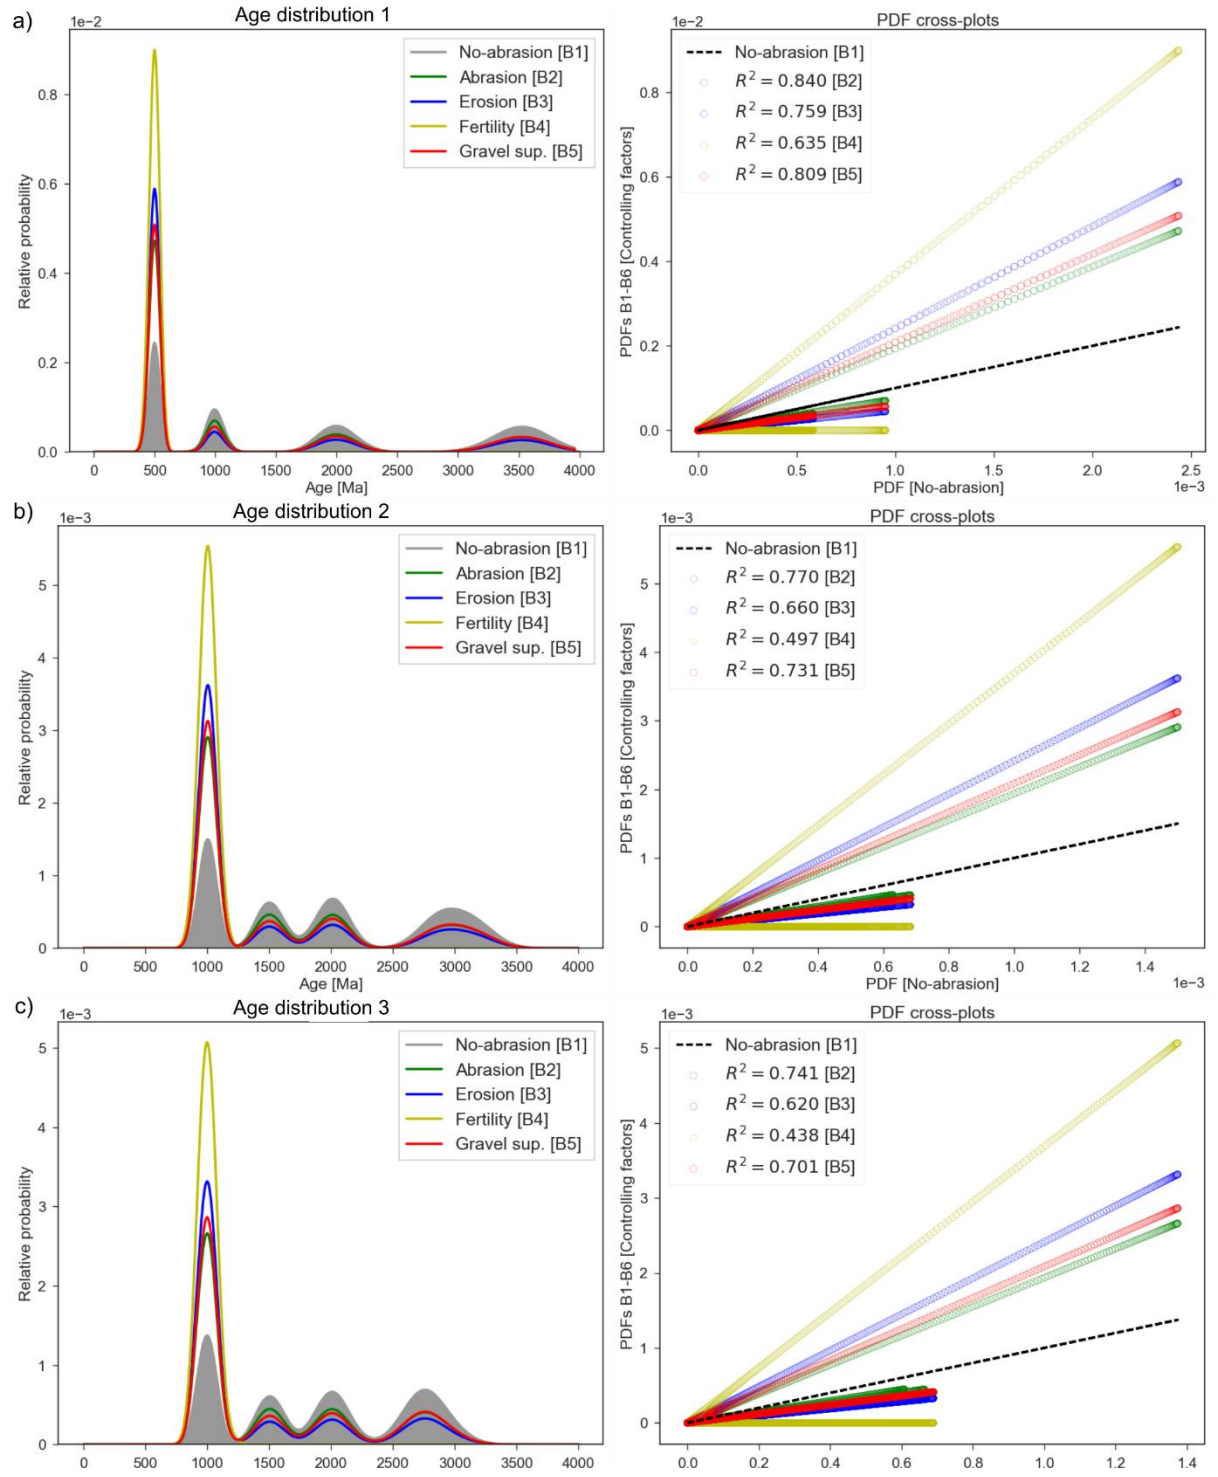 a)
Age distribution 1
1e−2
No-abrasion [B1]
Abrasion [B2]
Erosion [B3]
Fertility [B4]
Gravel sup. [B5]
Relative probability
0.8
0.6
0.4
0.2
0.0
0 500 1000 1500 2000 2500 3000 3500 4000
Age [Ma]
PDF cross-plots
1e−2
No-abrasion [B1]
R² = 0.840 [B2]
R² = 0.759 [B3]
R² = 0.635 [B4]
R² = 0.809 [B5]
PDFs B1-B6 [Controlling factors]
0.8
0.6
0.4
0.2
0.0
0.0 0.5 1.0 1.5 2.0 2.5
PDF [No-abrasion]
1e−3
b)
Age distribution 2
1e−3
No-abrasion [B1]
Abrasion [B2]
Erosion [B3]
Fertility [B4]
Gravel sup. [B5]
Relative probability
5
4
3
2
1
0
0 500 1000 1500 2000 2500 3000 3500 4000
Age [Ma]
PDF cross-plots
1e−3
No-abrasion [B1]
R² = 0.770 [B2]
R² = 0.660 [B3]
R² = 0.497 [B4]
R² = 0.731 [B5]
PDFs B1-B6 [Controlling factors]
5
4
3
2
1
0
0.0 0.2 0.4 0.6 0.8 1.0 1.2 1.4
PDF [No-abrasion]
1e−3
c)
Age distribution 3
1e−3
No-abrasion [B1]
Abrasion [B2]
Erosion [B3]
Fertility [B4]
Gravel sup. [B5]
Relative probability
5
4
3
2
1
0
0 500 1000 1500 2000 2500 3000 3500 4000
PDF cross-plots
1e−3
No-abrasion [B1]
R² = 0.741 [B2]
R² = 0.620 [B3]
R² = 0.438 [B4]
R² = 0.701 [B5]
PDFs B1-B6 [Controlling factors]
5
4
3
2
1
0
0.0 0.2 0.4 0.6 0.8 1.0 1.2 1.4